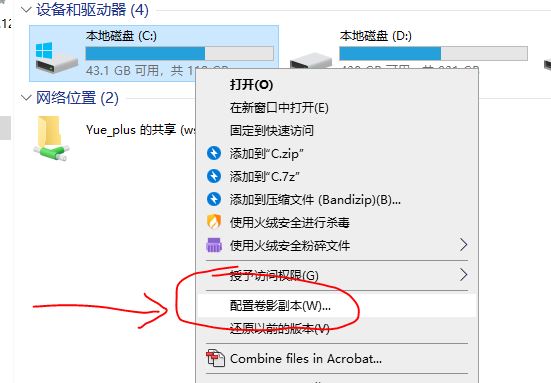 设备和驱动器 (4)
本地磁盘 (C:)
43.1 GB 可用，共
本地磁盘 (D:)
GB 可用，共
网络位置 (2)
Yue_plus 的共享 (ws
打开(O)
在新窗口中打开(E)
固定到快速访问
添加到"C.zip"
添加到"C.7z"
添加到压缩文件 (Bandizip)(B)...
使用火绒安全进行杀毒
使用火绒安全粉碎文件
授予访问权限(G)
配置卷影副本(W)...
还原以前的版本(V)
Combine files in Acrobat...